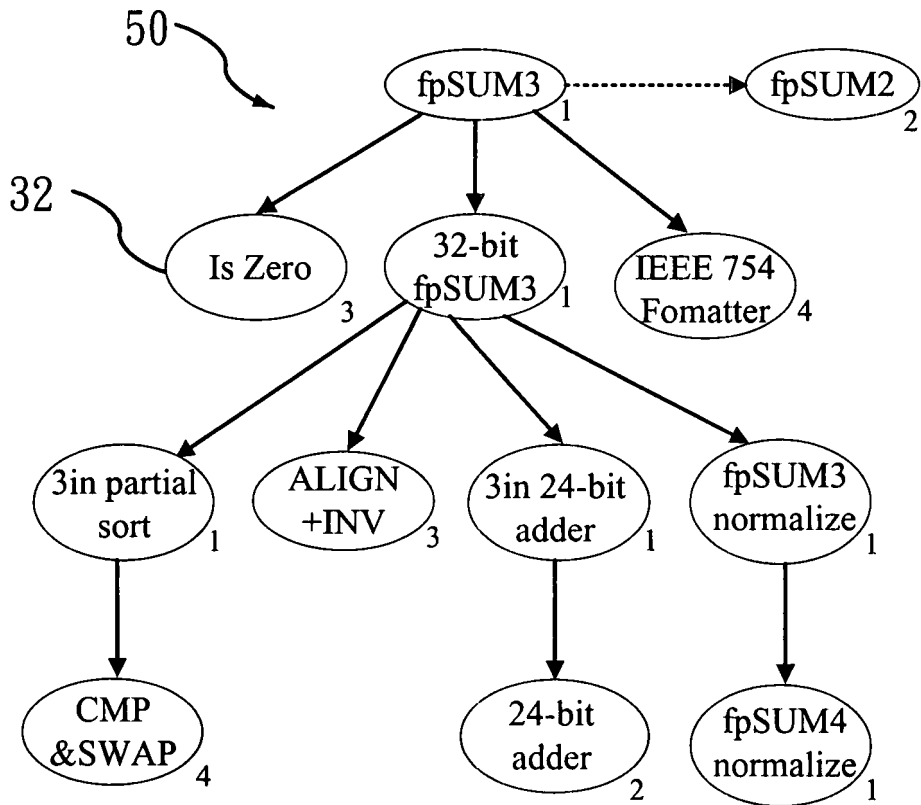 50
fpSUM3
1
fpSUM2
2
32
Is Zero
3
32-bit
fpSUM3
1
IEEE 754
Fomatter
4
3in partial
sort
1
ALIGN
+INV
3
3in 24-bit
adder
1
fpSUM3
normalize
1
CMP
&SWAP
4
24-bit
adder
2
fpSUM4
normalize
1